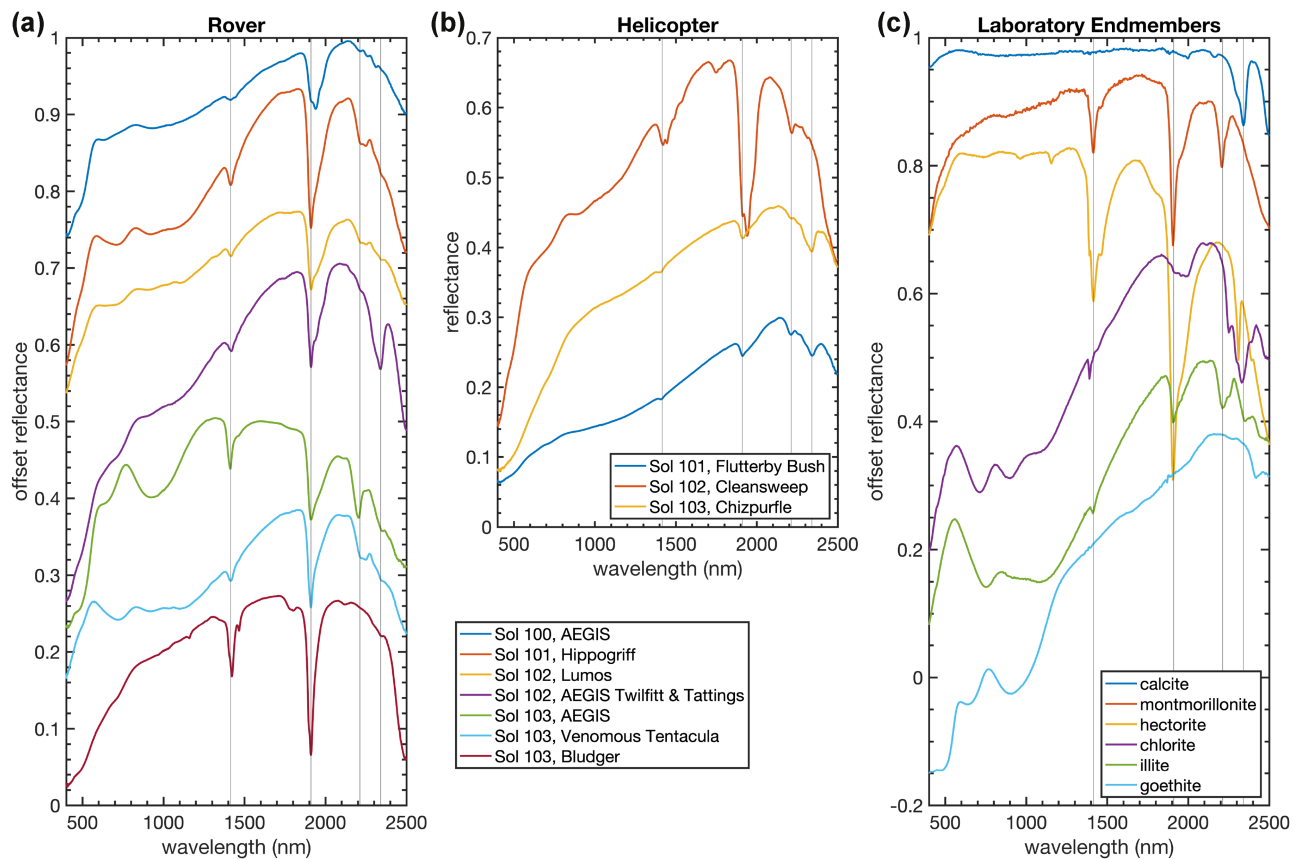 (a)
Rover
1
0.9
0.8
0.7
0.6
0.5
0.4
0.3
0.2
0.1
0
offset reflectance
500
1000
1500
2000
2500
wavelength (nm)
(b)
Helicopter
0.7
0.6
0.5
0.4
0.3
0.2
0.1
0
reflectance
Sol 101, Flutterby Bush
Sol 102, Cleansweep
Sol 103, Chizpurfle
500
1000
1500
2000
2500
wavelength (nm)
Sol 100, AEGIS
Sol 101, Hippogriff
Sol 102, Lumos
Sol 102, AEGIS Twilfitt & Tattings
Sol 103, AEGIS
Sol 103, Venomous Tentacula
Sol 103, Bludger
(c)
Laboratory Endmembers
1
0.8
0.6
0.4
0.2
0
-0.2
offset reflectance
calcite
montmorillonite
hectorite
chlorite
illite
goethite
500
1000
1500
2000
2500
wavelength (nm)